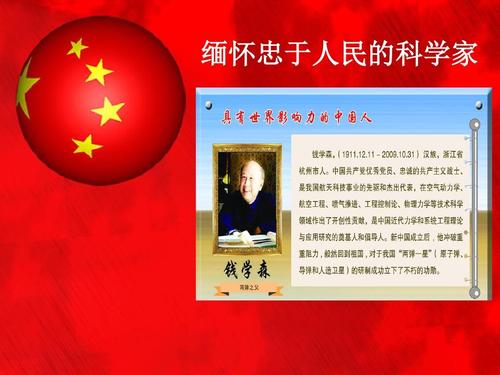 缅怀忠于人民的科学家
具有世界影响力的中国人
钱学森，(1911.12.11－2009.10.31) 汉族，浙江省
杭州市人。中国共产党优秀党员、忠诚的共产主义战士、
是我国航天科技事业的先驱和杰出代表，在空气动力学、
航空工程、喷气推进、工程控制论、物理力学等技术科学
领域作出了开创性贡献，是中国近代力学和系统工程理论
与应用研究的奠基人和倡导人。新中国成立后，他冲破重
重阻力，毅然回到祖国，对于我国“两弹一星”（原子弹、
导弹和人造卫星）的研制成功立下了不朽的功勋。
钱学森
导弹之父